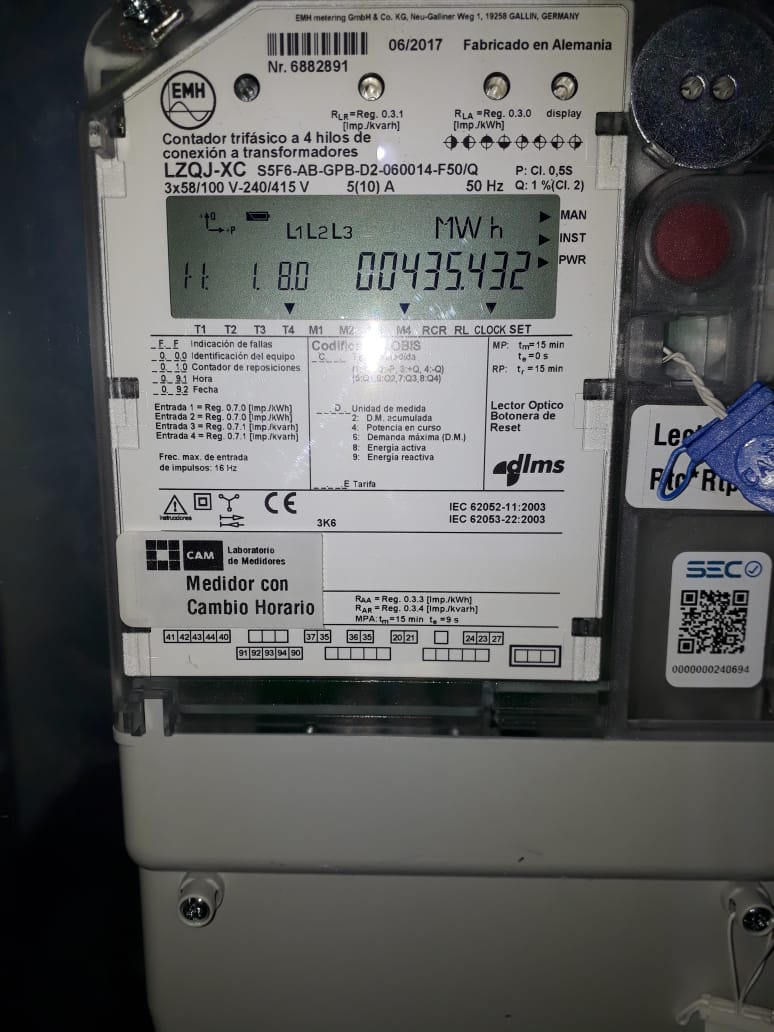 EMH metering GmbH & Co. KG, Neu-Galliner Weg 1, 19258 GALLIN, GERMANY
06/2017 Fabricado en Alemania
Nr. 6882891
EMH
RLR=Reg. 0.3.1 [Imp./kvarh]
RLA=Reg. 0.3.0 [Imp./kWh]
display
Contador trifásico a 4 hilos de
conexión a transformadores
LZQJ-XC S5F6-AB-GPB-D2-060014-F50/Q P: Cl. 0,5S
3x58/100 V-240/415 V 5(10) A 50 Hz Q: 1 %(Cl. 2)
+Q
+P
L1L2L3 MWh
1.8.0 00435.432
MAN
INST
PWR
T1 T2 T3 T4 M1 M4 RCR RL CLOCK SET
_ F. F Indicación de fallas
_ 0. 0.0 Identificación del equipo
_ 0. 1.0 Contador de reposiciones
_ 0. 9.1 Hora
_ 0. 9.2 Fecha
Entrada 1 = Reg. 0.7.0 [Imp./kWh]
Entrada 2 = Reg. 0.7.0 [Imp./kWh]
Entrada 3 = Reg. 0.7.1 [Imp./kvarh]
Entrada 4 = Reg. 0.7.1 [Imp./kvarh]
Frec. max. de entrada
de impulsos: 16 Hz
OBIS
D Unidad de medida
2: D.M. acumulada
4: Potencia en curso
6: Demanda máxima (D.M.)
8: Energía activa
9: Energía reactiva
E Tarifa
MP: tm=15 min
te=0 s
RP: tr=15 min
Lector Optico
Botonera de
Reset
dlms
Instrucciones
CE
3K6
IEC 62052-11:2003
IEC 62053-22:2003
CAM Laboratorio
de Medidores
Medidor con
Cambio Horario
RAA = Reg. 0.3.3 [Imp./kWh]
RAR = Reg. 0.3.4 [Imp./kvarh]
MPA: tm=15 min te =9 s
41 42 43 44 40 37 35 36 35 20 21 24 23 27
91 92 93 94 90
SEC
0000000240694